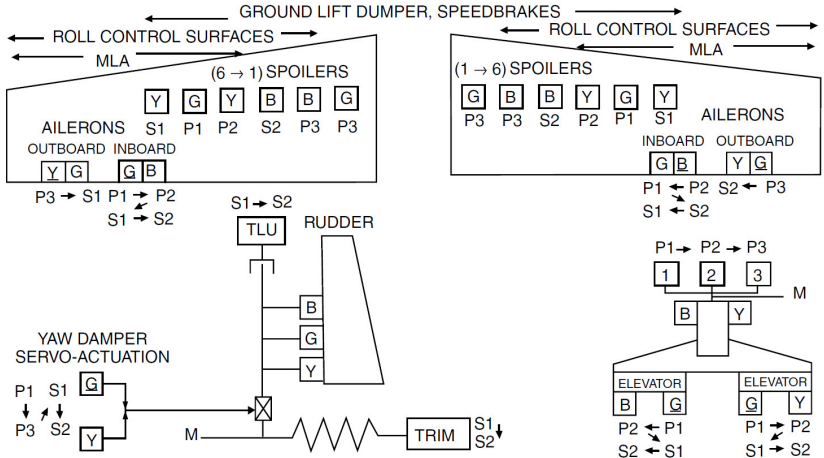 GROUND LIFT DUMPER, SPEEDBRAKES
ROLL CONTROL SURFACES
MLA
(6 → 1) SPOILERS
Y G Y B B G
S1 P1 P2 S2 P3 P3
AILERONS
OUTBOARD INBOARD
Y G G B
P3 → S1 P1 → P2
S1 → S2
ROLL CONTROL SURFACES
MLA
(1 → 6) SPOILERS
G B B Y G Y
P3 P3 S2 P2 P1 S1
AILERONS
INBOARD OUTBOARD
G B Y G
P1 ← P2 S2 ← P3
S1 ← S2
S1 → S2
TLU
RUDDER
B
G
Y
YAW DAMPER
SERVO-ACTUATION
P1 S1 G
P3 S2 Y
M
TRIM
S1
S2
P1 → P2 → P3
1 2 3
M
B Y
ELEVATOR ELEVATOR
B G G Y
P2 ← P1 P1 → P2
S2 ← S1 S1 → S2